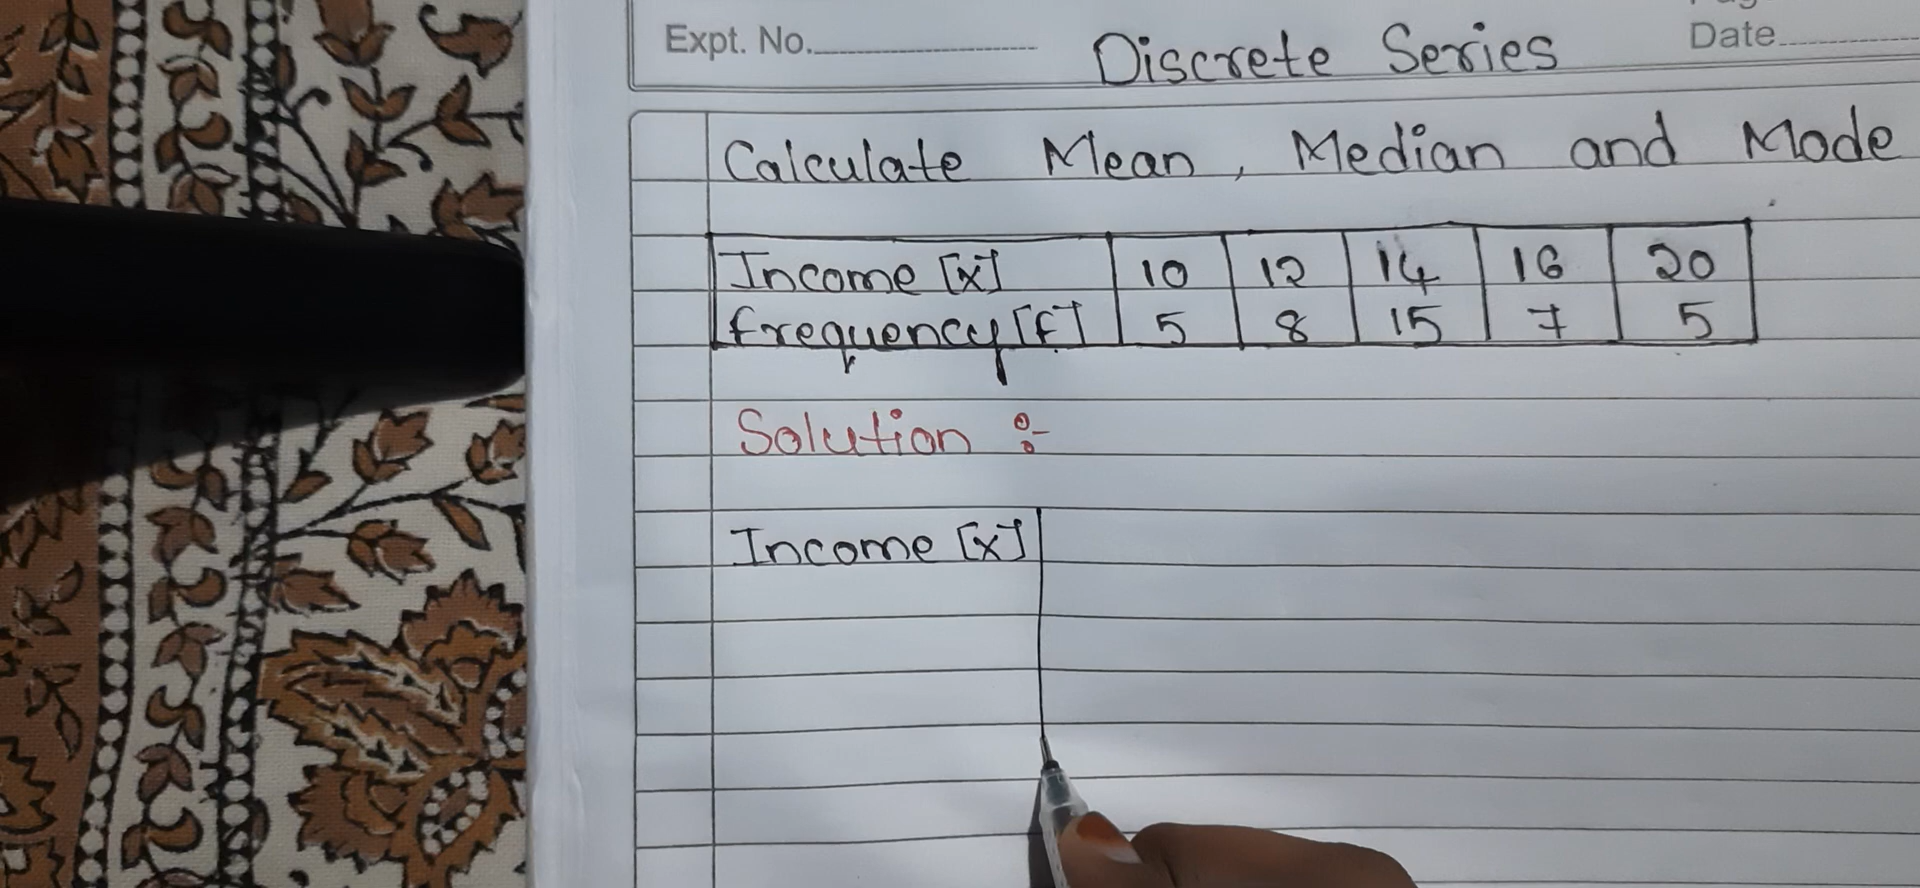 Expt. No.
Date
Discrete Series
Calculate Mean, Median and Mode
Income [x] 10 12 14 16 20
frequency [f] 5 8 15 7 5
Solution :-
Income [x]